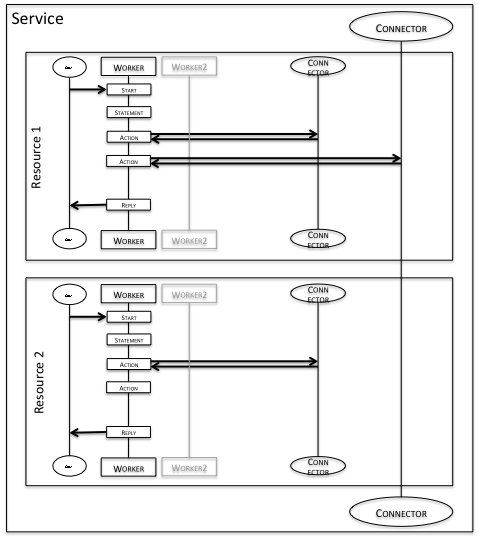 Service
CONNECTOR
Resource 1
WORKER
WORKER2
CONN
ECTOR
START
STATEMENT
ACTION
ACTION
REPLY
WORKER
WORKER2
CONN
ECTOR
Resource 2
WORKER
WORKER2
CONN
ECTOR
START
STATEMENT
ACTION
ACTION
REPLY
WORKER
WORKER2
CONN
ECTOR
CONNECTOR